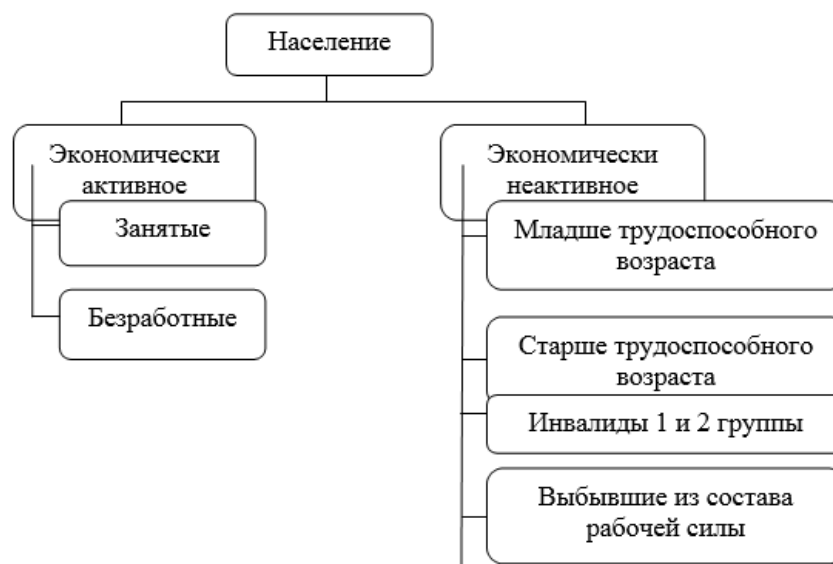 Население
Экономически
активное
Занятые
Безработные
Экономически
неактивное
Младше трудоспособного
возраста
Старше трудоспособного
возраста
Инвалиды 1 и 2 группы
Выбывшие из состава
рабочей силы